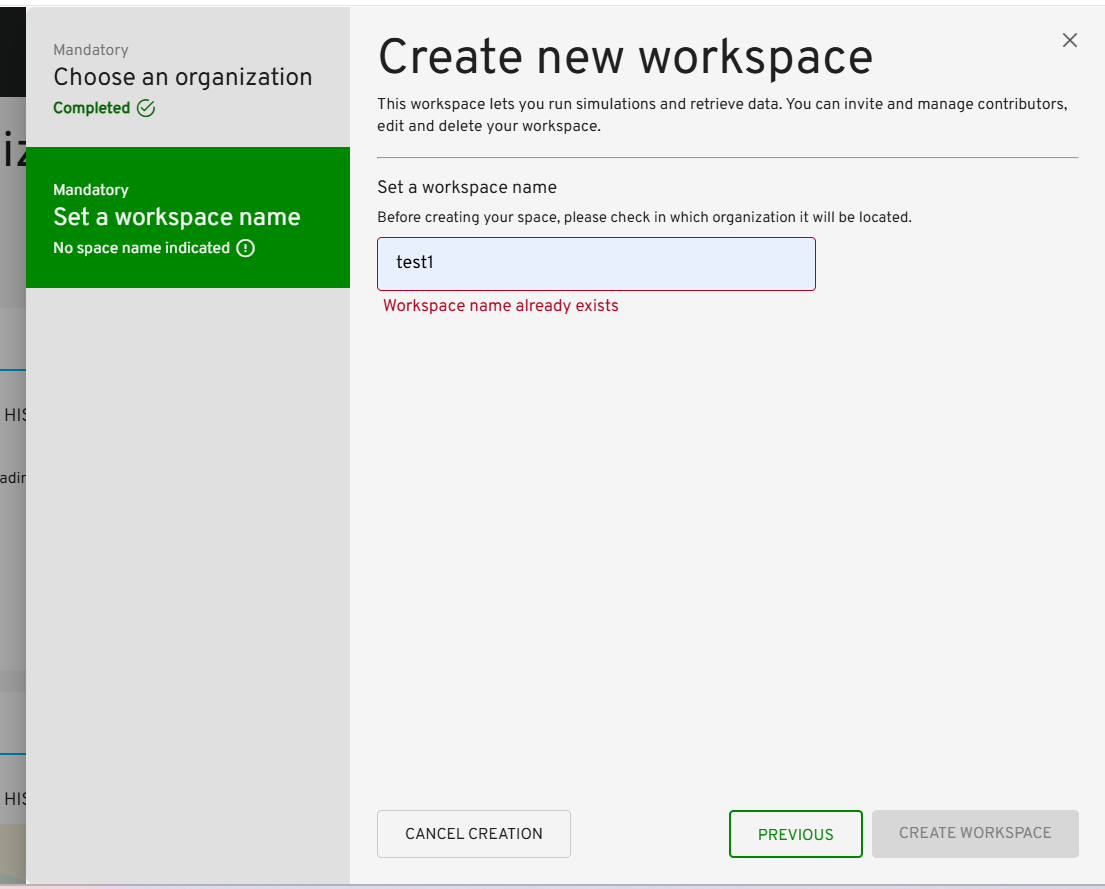 Mandatory
Choose an organization
Completed
Mandatory
Set a workspace name
No space name indicated
Create new workspace
This workspace lets you run simulations and retrieve data. You can invite and manage contributors,
edit and delete your workspace.
Set a workspace name
Before creating your space, please check in which organization it will be located.
test1
Workspace name already exists
CANCEL CREATION
PREVIOUS
CREATE WORKSPACE